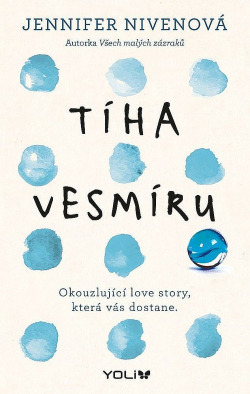 JENNIFER NIVENOVÁ
Autorka Všech malých zázraků
TÍHA
VESMÍRU
Okouzlující love story,
která vás dostane.
YOLi